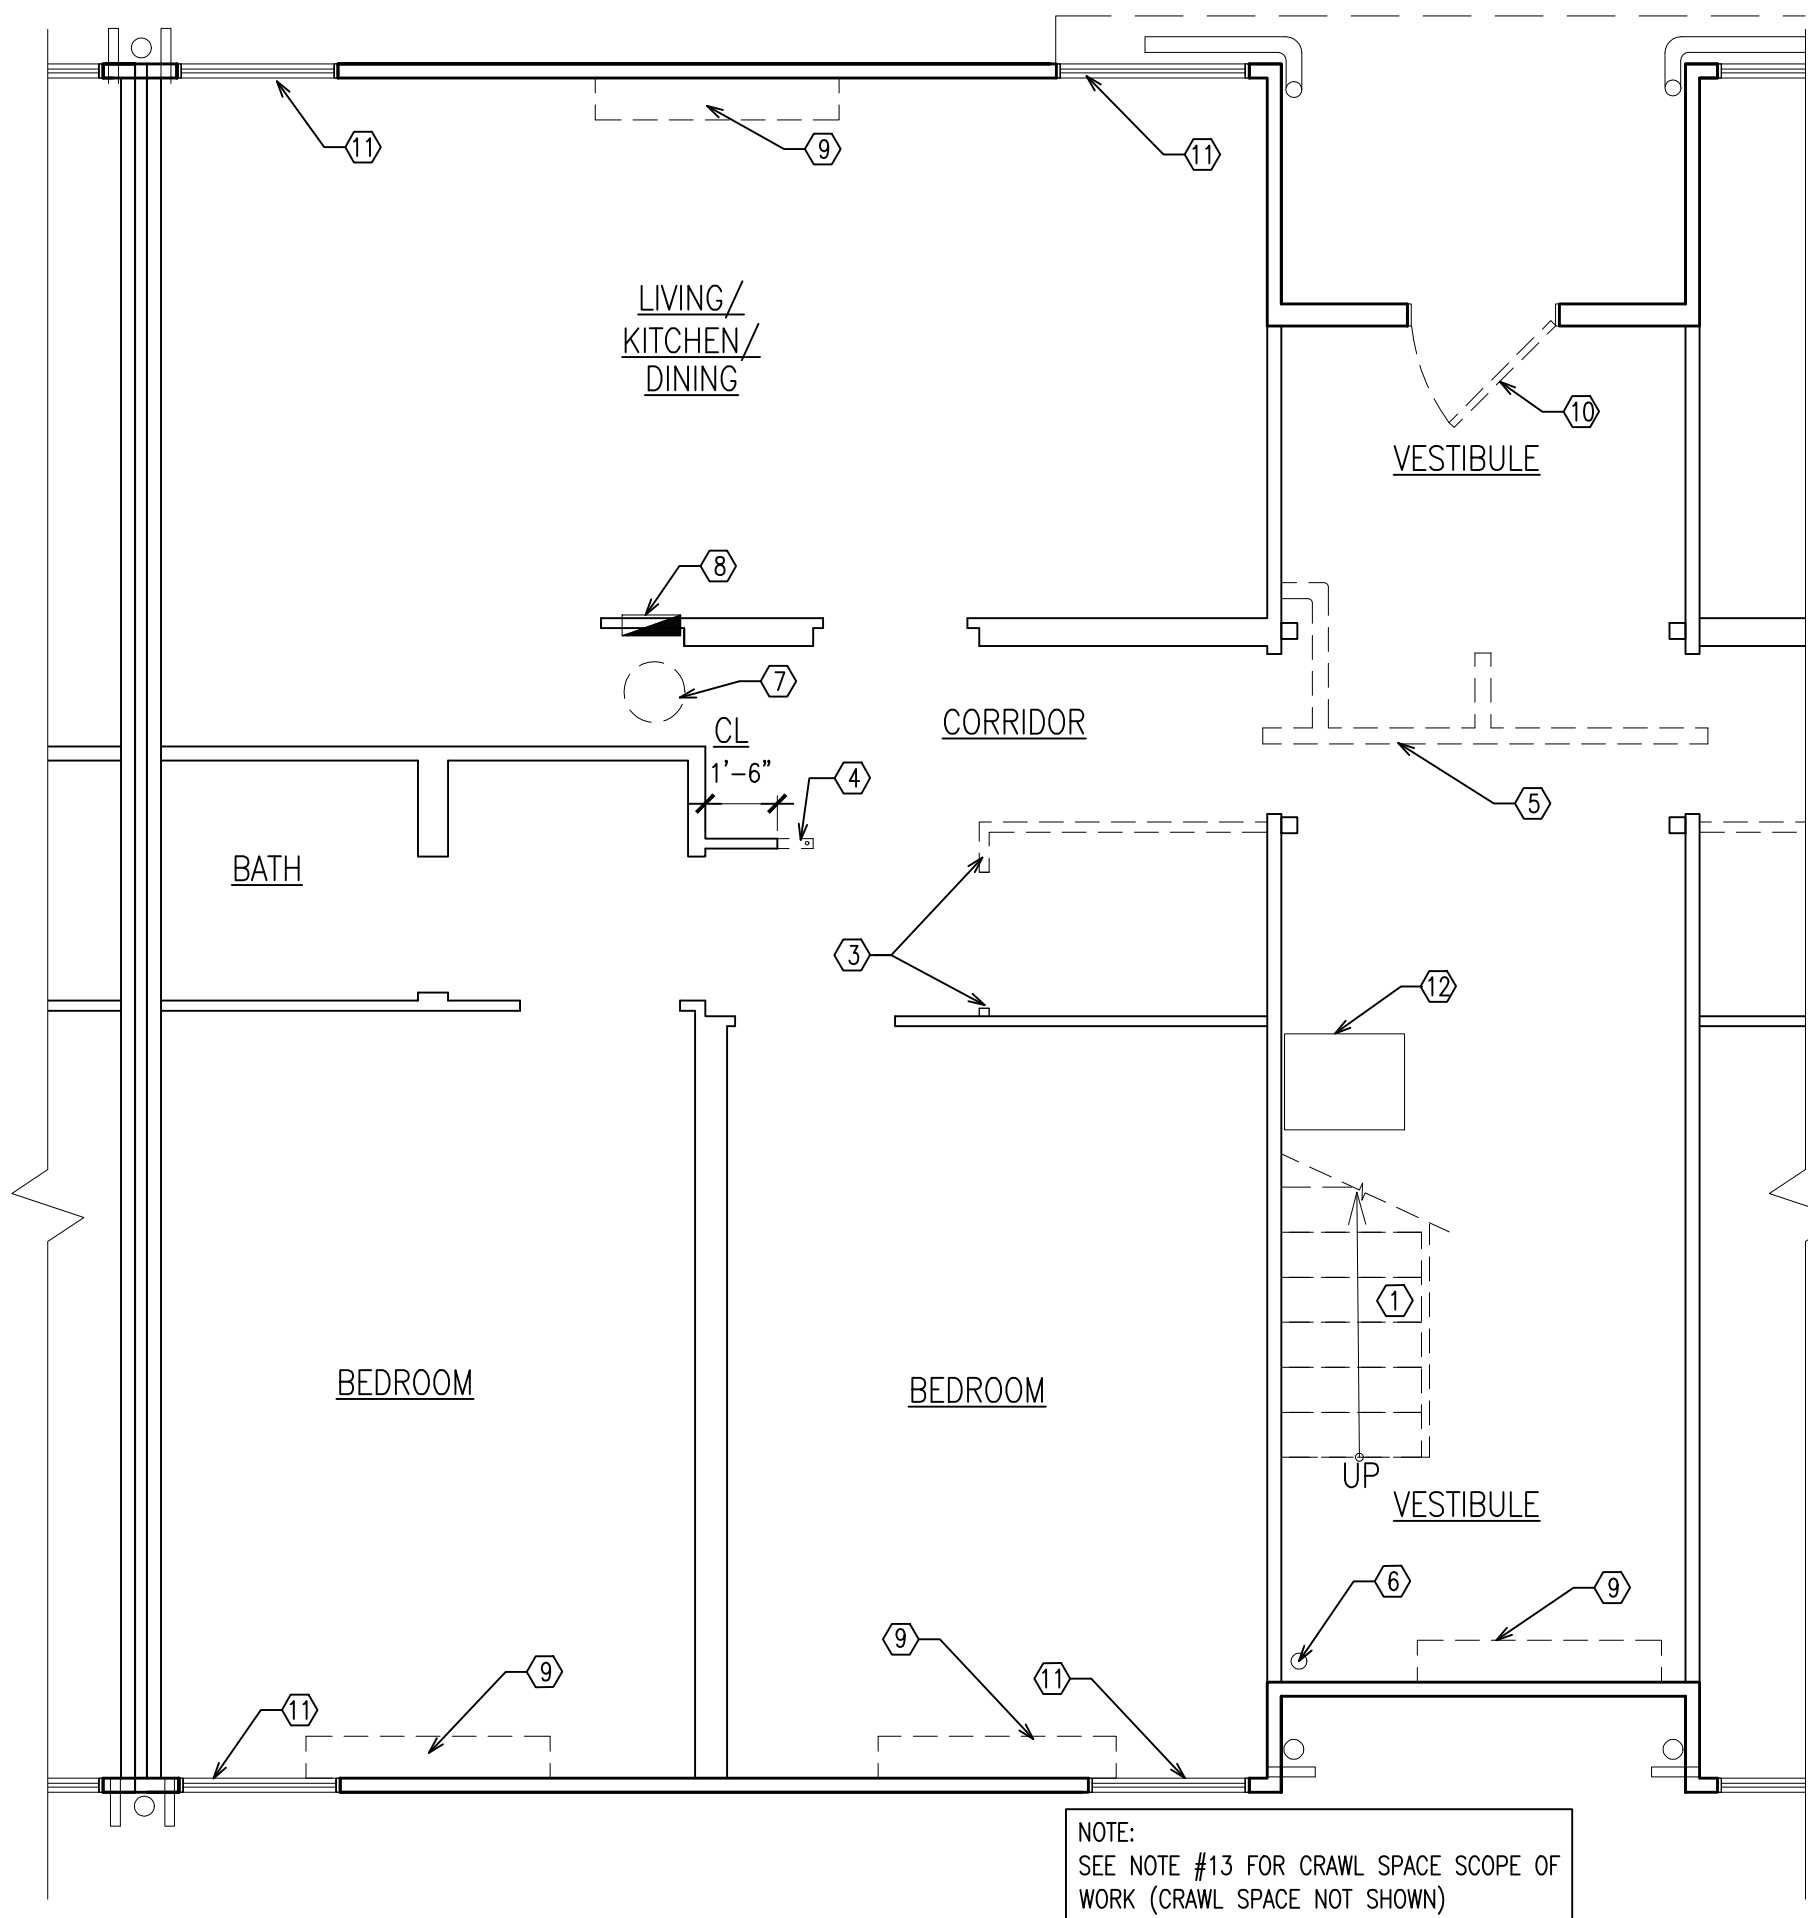 11
9
11
LIVING/
KITCHEN/
DINING
10
VESTIBULE
8
7
CL
CORRIDOR
1'-6"
4
5
BATH
3
12
1
BEDROOM
BEDROOM
UP
VESTIBULE
6
9
9
11
9
11
NOTE:
SEE NOTE #13 FOR CRAWL SPACE SCOPE OF
WORK (CRAWL SPACE NOT SHOWN)